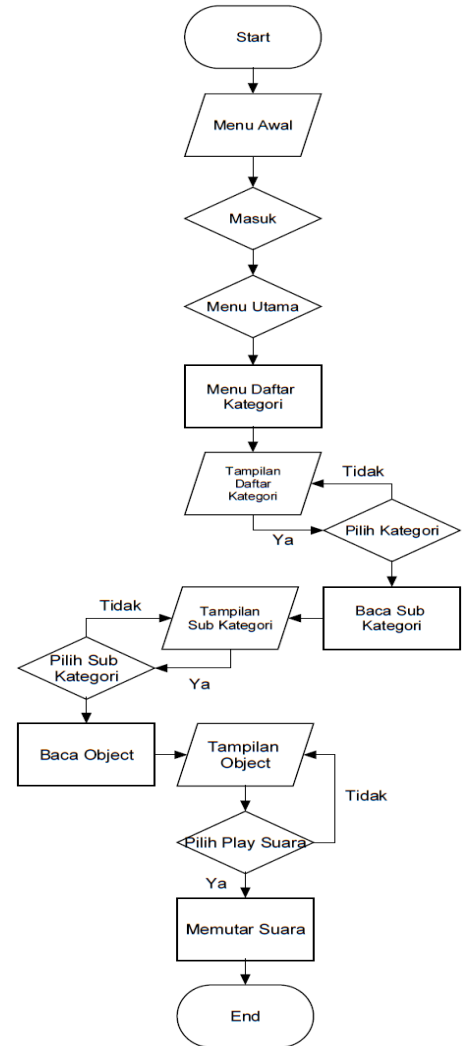 Start
Menu Awal
Masuk
Menu Utama
Menu Daftar
Kategori
Tampilan
Daftar
Kategori
Tidak
Ya
Pilih Kategori
Baca Sub
Kategori
Tampilan
Sub Kategori
Tidak
Pilih Sub
Kategori
Ya
Baca Object
Tampilan
Object
Tidak
Pilih Play Suara
Ya
Memutar Suara
End